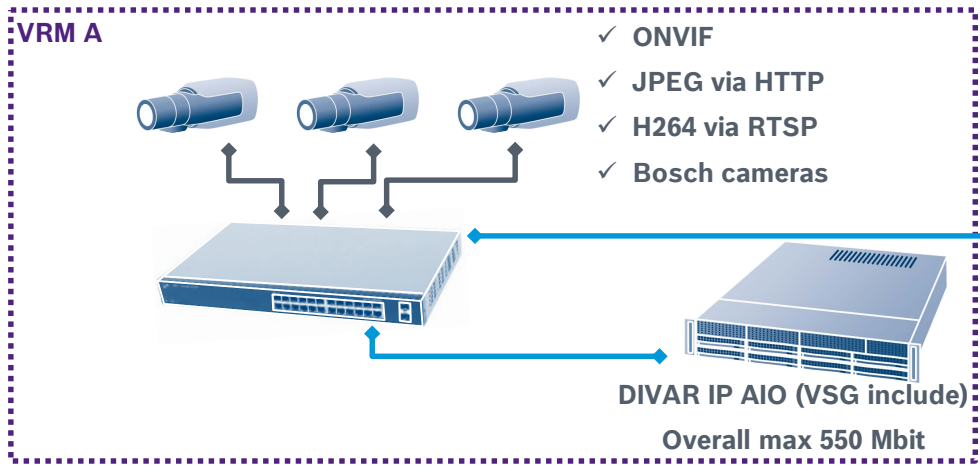 VRM A
✓ ONVIF
✓ JPEG via HTTP
✓ H264 via RTSP
✓ Bosch cameras
DIVAR IP AIO (VSG include)
Overall max 550 Mbit